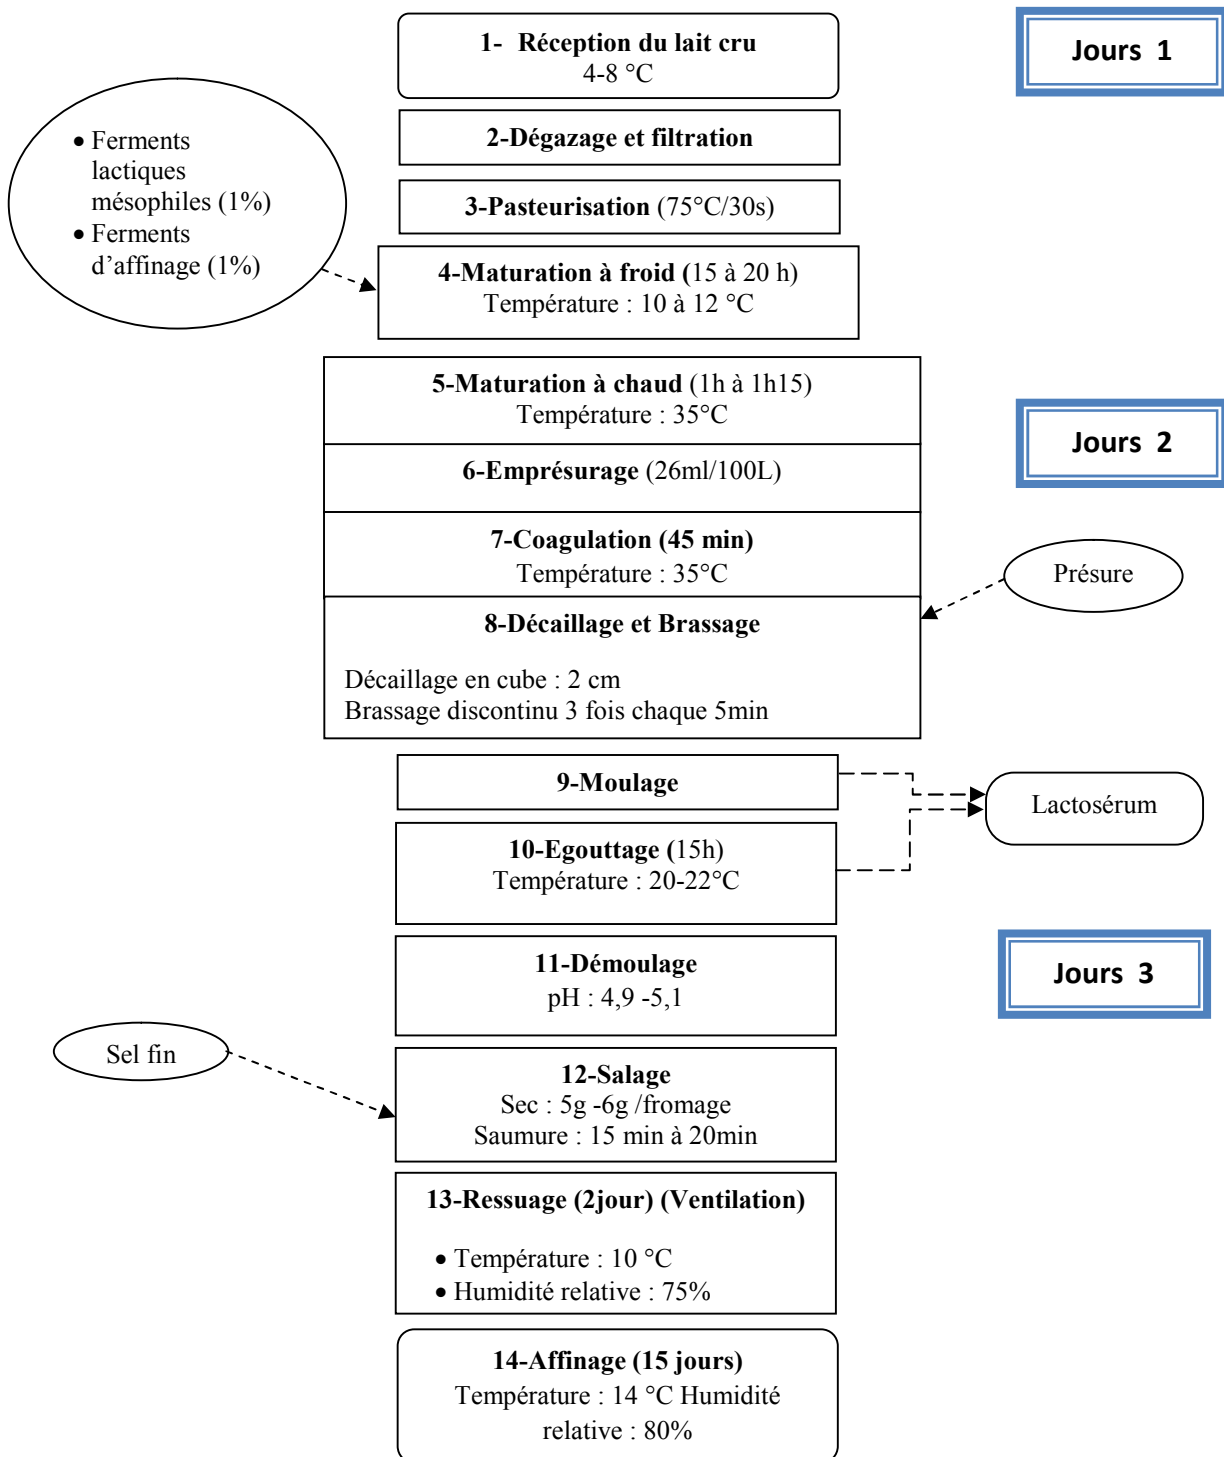 1- Réception du lait cru
4-8 °C
Jours 1
• Ferments
lactiques
mésophiles (1%)
• Ferments
d’affinage (1%)
2-Dégazage et filtration
3-Pasteurisation (75°C/30s)
4-Maturation à froid (15 à 20 h)
Température : 10 à 12 °C
5-Maturation à chaud (1h à 1h15)
Température : 35°C
Jours 2
6-Emprésurage (26ml/100L)
7-Coagulation (45 min)
Température : 35°C
Présure
8-Décaillage et Brassage
Décaillage en cube : 2 cm
Brassage discontinu 3 fois chaque 5min
9-Moulage
Lactosérum
10-Egouttage (15h)
Température : 20-22°C
11-Démoulage
pH : 4,9 -5,1
Jours 3
Sel fin
12-Salage
Sec : 5g -6g /fromage
Saumure : 15 min à 20min
13-Ressuage (2jour) (Ventilation)
• Température : 10 °C
• Humidité relative : 75%
14-Affinage (15 jours)
Température : 14 °C Humidité
relative : 80%